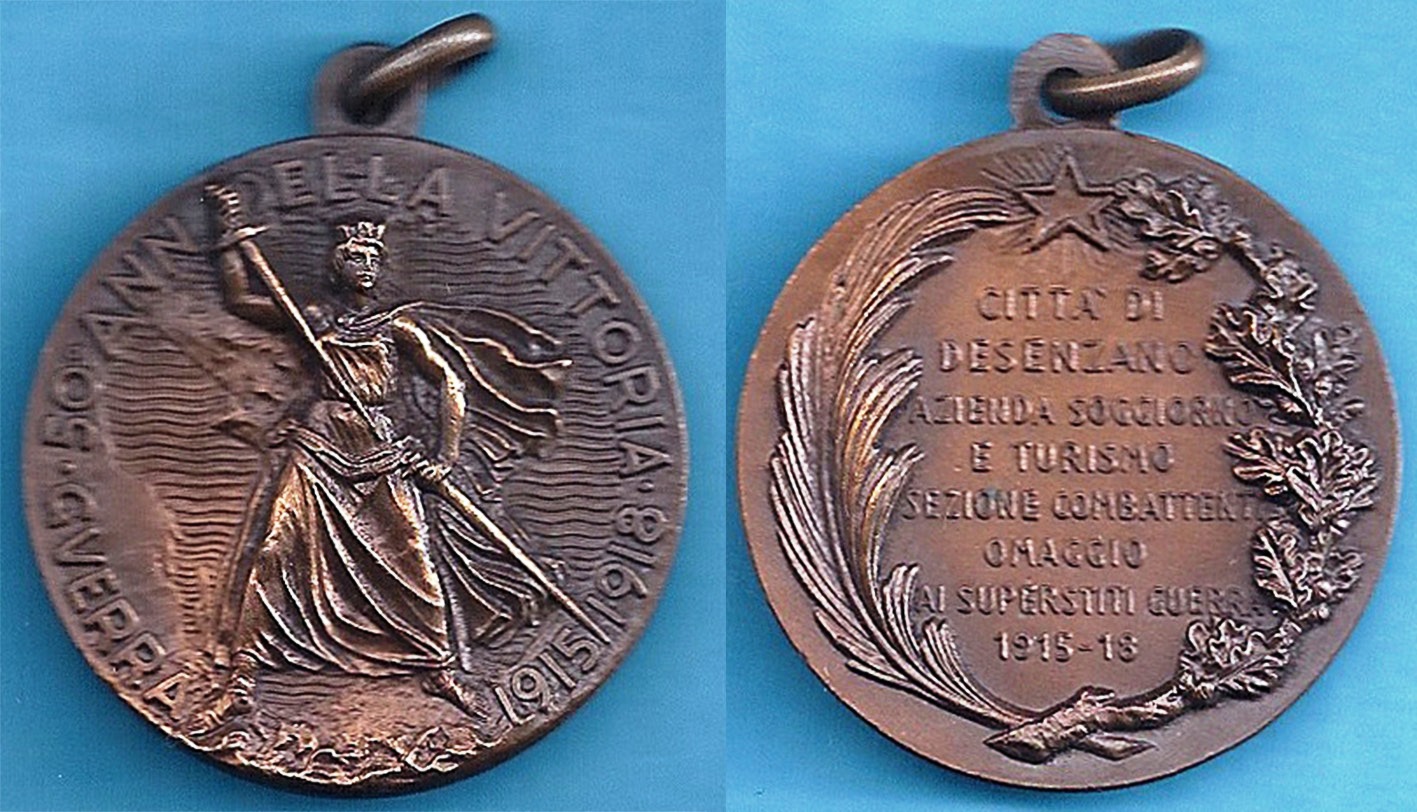 50· ANN DELLA VITTORIA·
GVERRA 1915|1918
CITTA' DI
DESENZANO
AZIENDA SOGGIORNO
E TURISMO
SEZIONE COMBATTENTI
OMAGGIO
AI SUPERSTITI GUERRA
1915-18